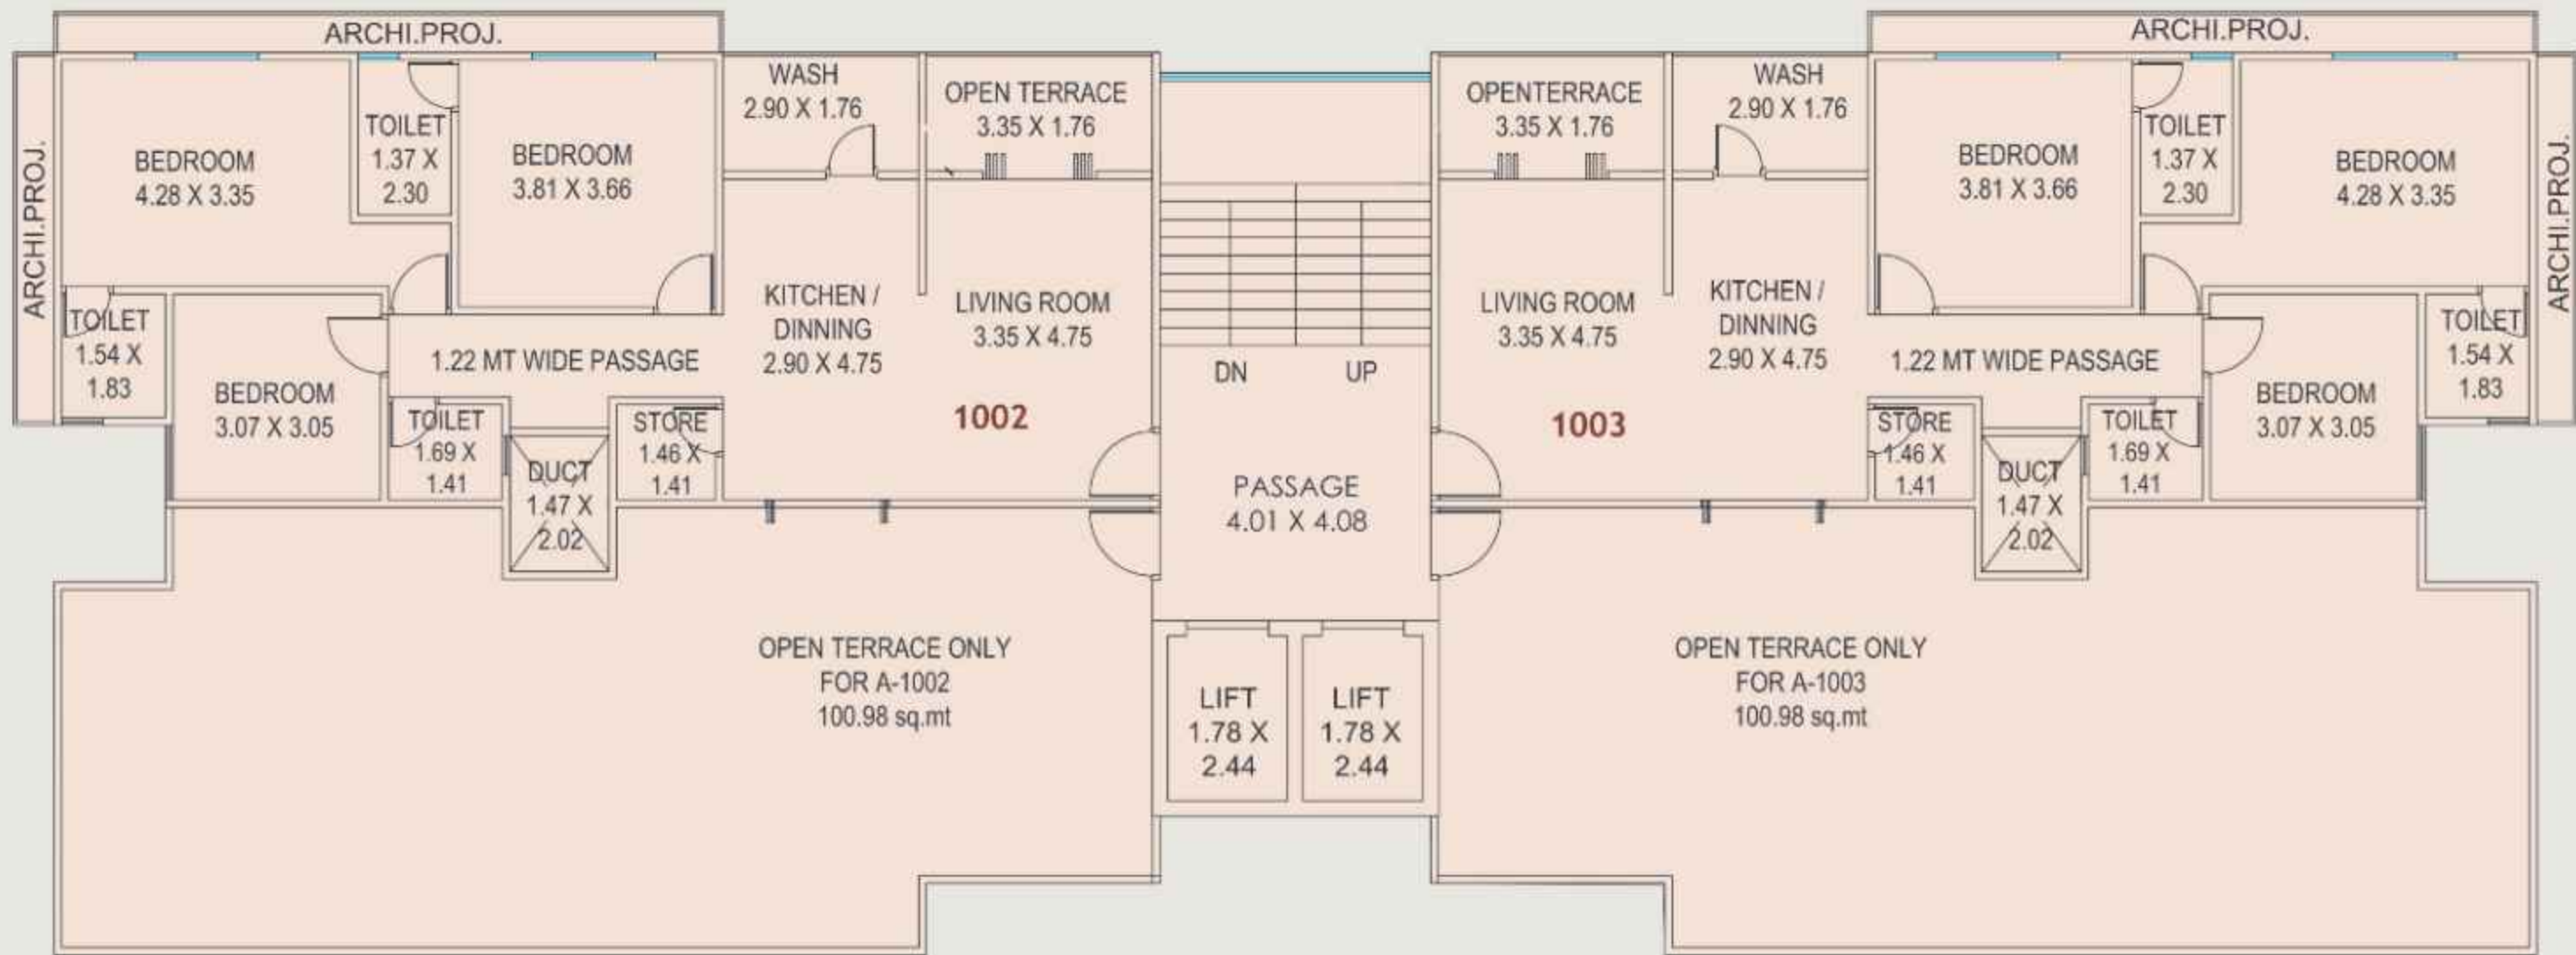 ARCHI.PROJ.
ARCHI.PROJ.
ARCHI.PROJ.
BEDROOM
4.28 X 3.35
TOILET
1.37 X
2.30
BEDROOM
3.81 X 3.66
WASH
2.90 X 1.76
OPEN TERRACE
3.35 X 1.76
TOILET
1.54 X
1.83
BEDROOM
3.07 X 3.05
1.22 MT WIDE PASSAGE
TOILET
1.69 X
1.41
DUCT
1.47 X
2.02
STORE
1.46 X
1.41
KITCHEN /
DINNING
2.90 X 4.75
LIVING ROOM
3.35 X 4.75
1002
OPEN TERRACE ONLY
FOR A-1002
100.98 sq.mt
DN
UP
PASSAGE
4.01 X 4.08
LIFT
1.78 X
2.44
LIFT
1.78 X
2.44
OPENTERRACE
3.35 X 1.76
WASH
2.90 X 1.76
BEDROOM
3.81 X 3.66
TOILET
1.37 X
2.30
BEDROOM
4.28 X 3.35
ARCHI.PROJ.
LIVING ROOM
3.35 X 4.75
1003
KITCHEN /
DINNING
2.90 X 4.75
1.22 MT WIDE PASSAGE
STORE
1.46 X
1.41
DUCT
1.47 X
2.02
TOILET
1.69 X
1.41
BEDROOM
3.07 X 3.05
TOILET
1.54 X
1.83
OPEN TERRACE ONLY
FOR A-1003
100.98 sq.mt